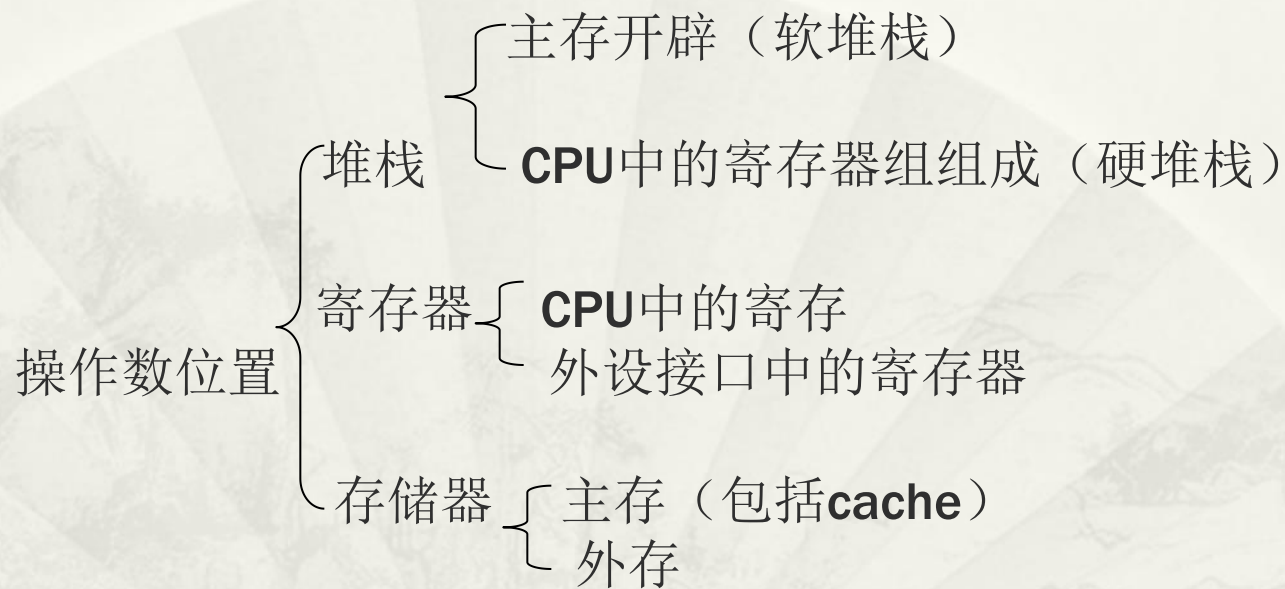 主存开辟（软堆栈）
堆栈
CPU中的寄存器组组成（硬堆栈）
寄存器
CPU中的寄存
外设接口中的寄存器
操作数位置
存储器
主存（包括cache）
外存